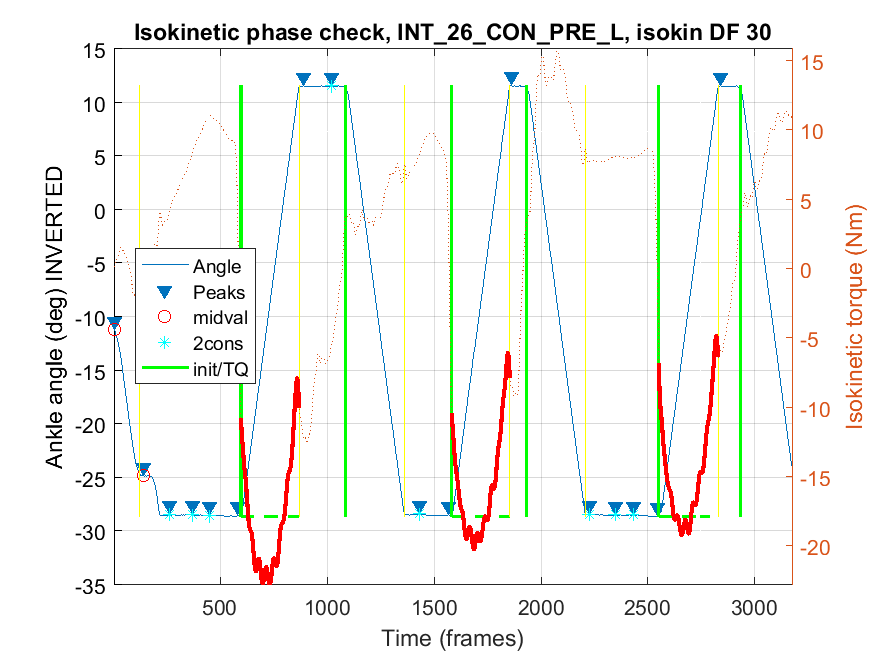 Isokinetic phase check, INT_26_CON_PRE_L, isokin DF 30
Ankle angle (deg) INVERTED
15
10
5
0
-5
-10
-15
-20
-25
-30
-35
Angle
Peaks
midval
2cons
init/TQ
15
10
5
0
-5
-10
-15
-20
Isokinetic torque (Nm)
500
1000
1500
2000
2500
3000
Time (frames)